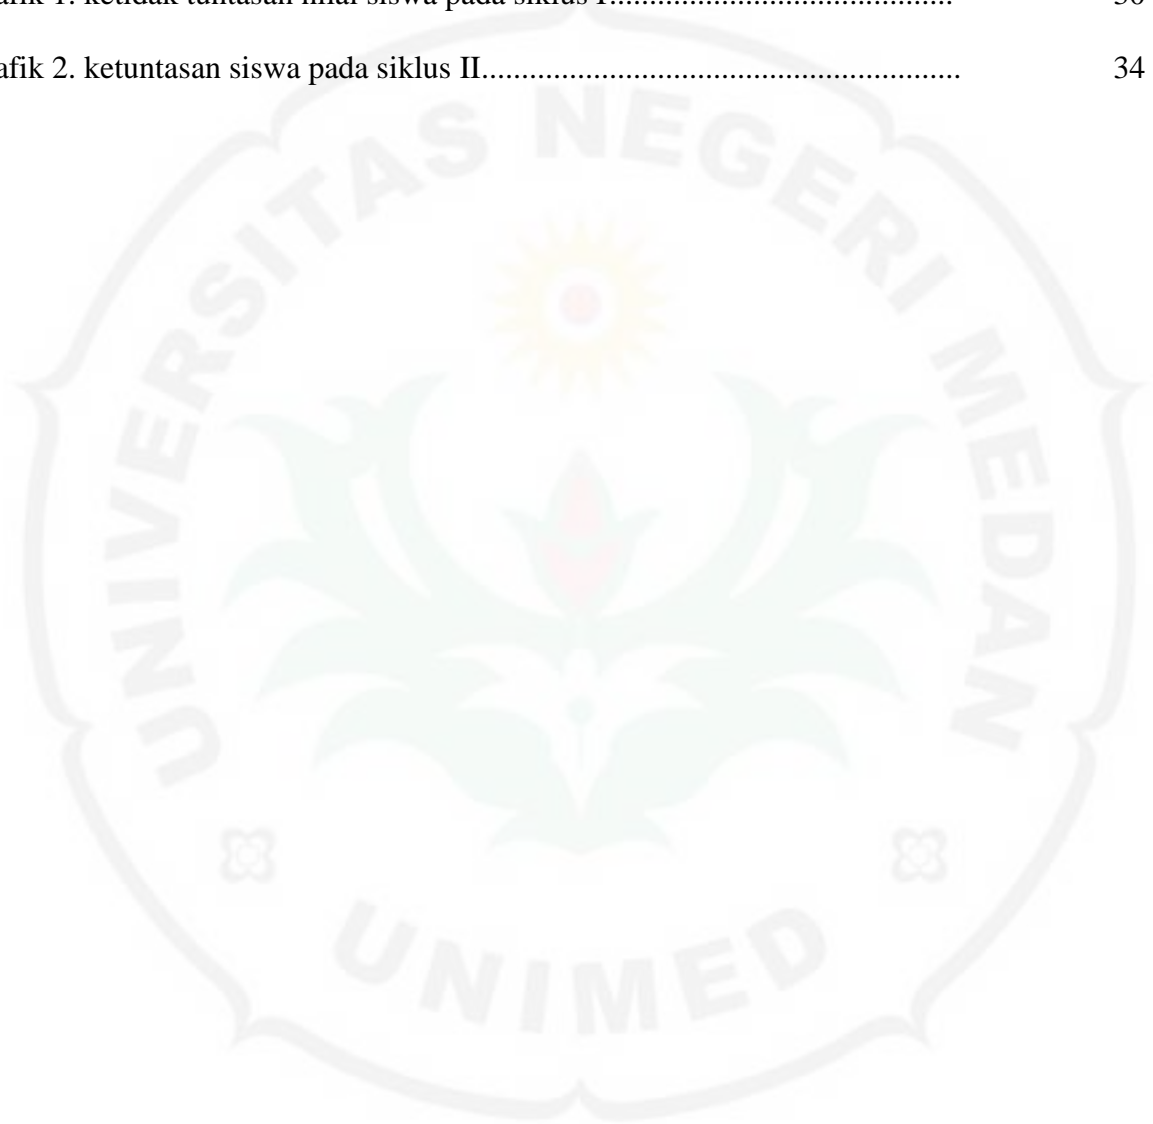 afik 1. ketidak tuntasan nilai siswa pada siklus I..........................................
afik 2. ketuntasan siswa pada siklus II............................................................ 34
UNIVERSITAS NEGERI MEDAN
UNIMED